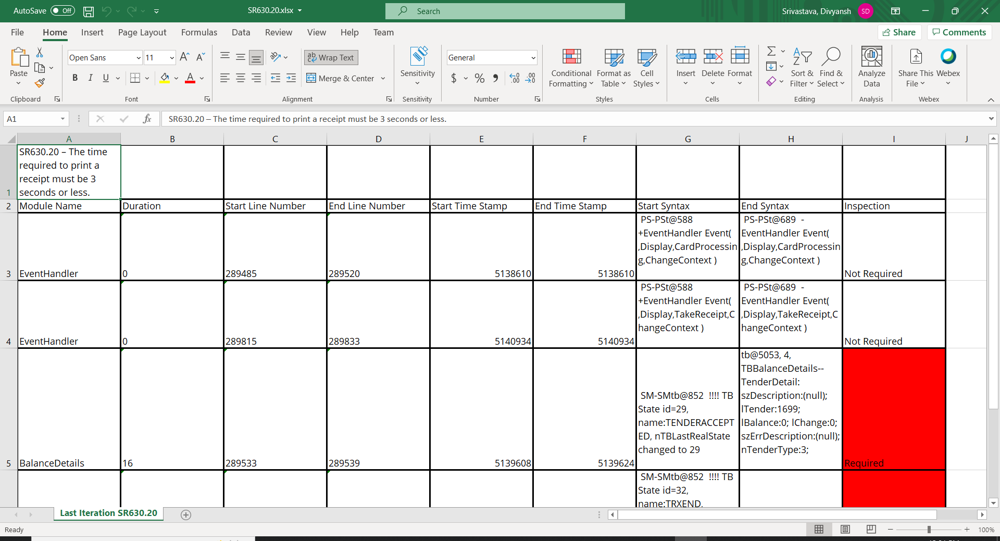 AutoSave Off SR630.20.xlsx Search Srivastava, Divyansh SD
File Home Insert Page Layout Formulas Data Review View Help Team Share Comments
Paste Open Sans 11 A A Wrap Text Sensitivity General Conditional Formatting Format as Table Cell Styles Insert Delete Format Sort & Filter Find & Select Analyze Data Share This File Webex
B I U A Merge & Center $ % 9 .00 .00
Clipboard Font Alignment Sensitivity Number Styles Cells Editing Analysis Webex
A1 fx SR630.20 – The time required to print a receipt must be 3 seconds or less.
A B C D E F G H I J
SR630.20 – The time
required to print a
receipt must be 3
1 seconds or less.
2 Module Name Duration Start Line Number End Line Number Start Time Stamp End Time Stamp Start Syntax End Syntax Inspection
PS-PSt@588 PS-PSt@689 -
+EventHandler Event( EventHandler Event(
,Display,CardProcessin ,Display,CardProcessin
g,ChangeContext ) g,ChangeContext )
3 EventHandler 0 289485 289520 5138610 5138610 Not Required
PS-PSt@588 PS-PSt@689 -
+EventHandler Event( EventHandler Event(
,Display,TakeReceipt,C ,Display,TakeReceipt,C
hangeContext ) hangeContext )
4 EventHandler 0 289815 289833 5140934 5140934 Not Required
tb@5053, 4,
TBBalanceDetails--
TenderDetail:
SM-SMtb@852 !!!! TB szDescription:(null);
State id=29, lTender:1699;
name:TENDERACCEPT lBalance:0; lChange:0;
ED, nTBLastRealState szErrDescription:(null);
changed to 29 nTenderType:3;
5 BalanceDetails 16 289533 289539 5139608 5139624 Required
SM-SMtb@852 !!!! TB
State id=32,
name:TRXEND,
Last Iteration SR630.20
Ready 100%